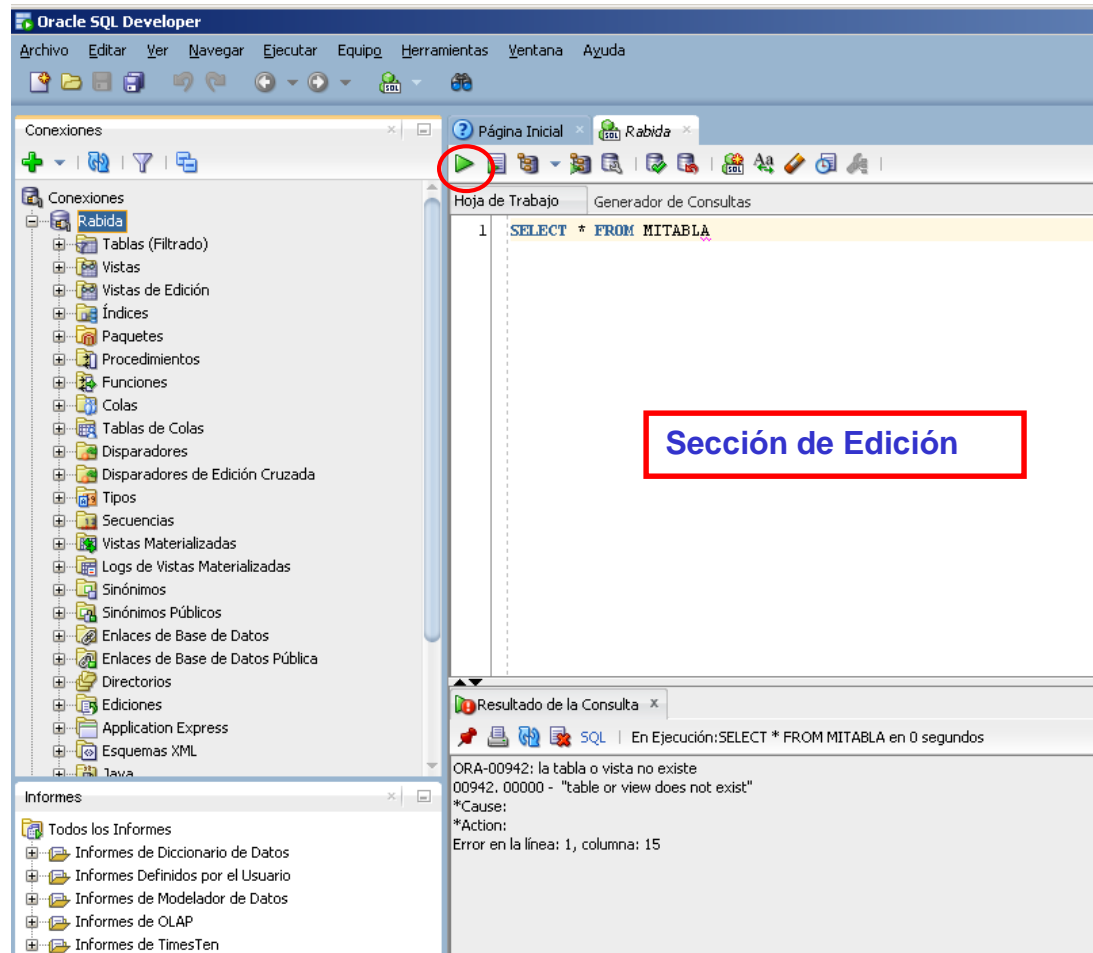 Oracle SQL Developer
Archivo Editar Ver Navegar Ejecutar Equipo Herramientas Ventana Ayuda
Conexiones
Conexiones
Rabida
Tablas (Filtrado)
Vistas
Vistas de Edición
Índices
Paquetes
Procedimientos
Funciones
Colas
Tablas de Colas
Disparadores
Disparadores de Edición Cruzada
Tipos
Secuencias
Vistas Materializadas
Logs de Vistas Materializadas
Sinónimos
Sinónimos Públicos
Enlaces de Base de Datos
Enlaces de Base de Datos Pública
Directorios
Ediciones
Application Express
Esquemas XML
Java
Informes
Todos los Informes
Informes de Diccionario de Datos
Informes Definidos por el Usuario
Informes de Modelador de Datos
Informes de OLAP
Informes de TimesTen
Página Inicial
Rabida
Hoja de Trabajo Generador de Consultas
1 SELECT * FROM MITABLA
Sección de Edición
Resultado de la Consulta
SQL | En Ejecución:SELECT * FROM MITABLA en 0 segundos
ORA-00942: la tabla o vista no existe
00942. 00000 - "table or view does not exist"
*Cause:
*Action:
Error en la línea: 1, columna: 15